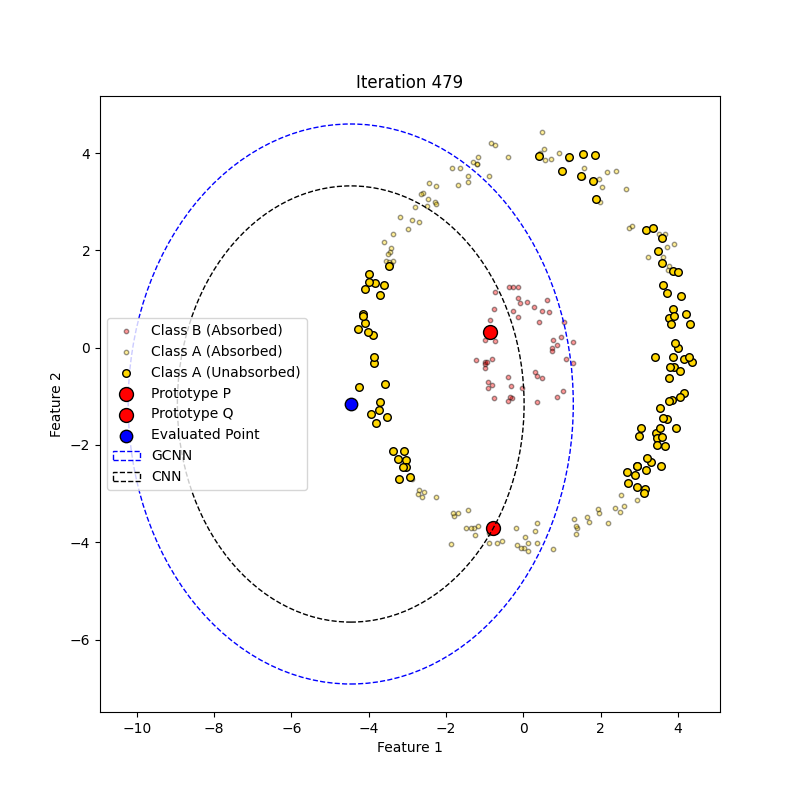 Iteration 479
4
2
0
−2
−4
−6
Feature 2
Class B (Absorbed)
Class A (Absorbed)
Class A (Unabsorbed)
Prototype P
Prototype Q
Evaluated Point
GCNN
CNN
−10 −8 −6 −4 −2 0 2 4
Feature 1